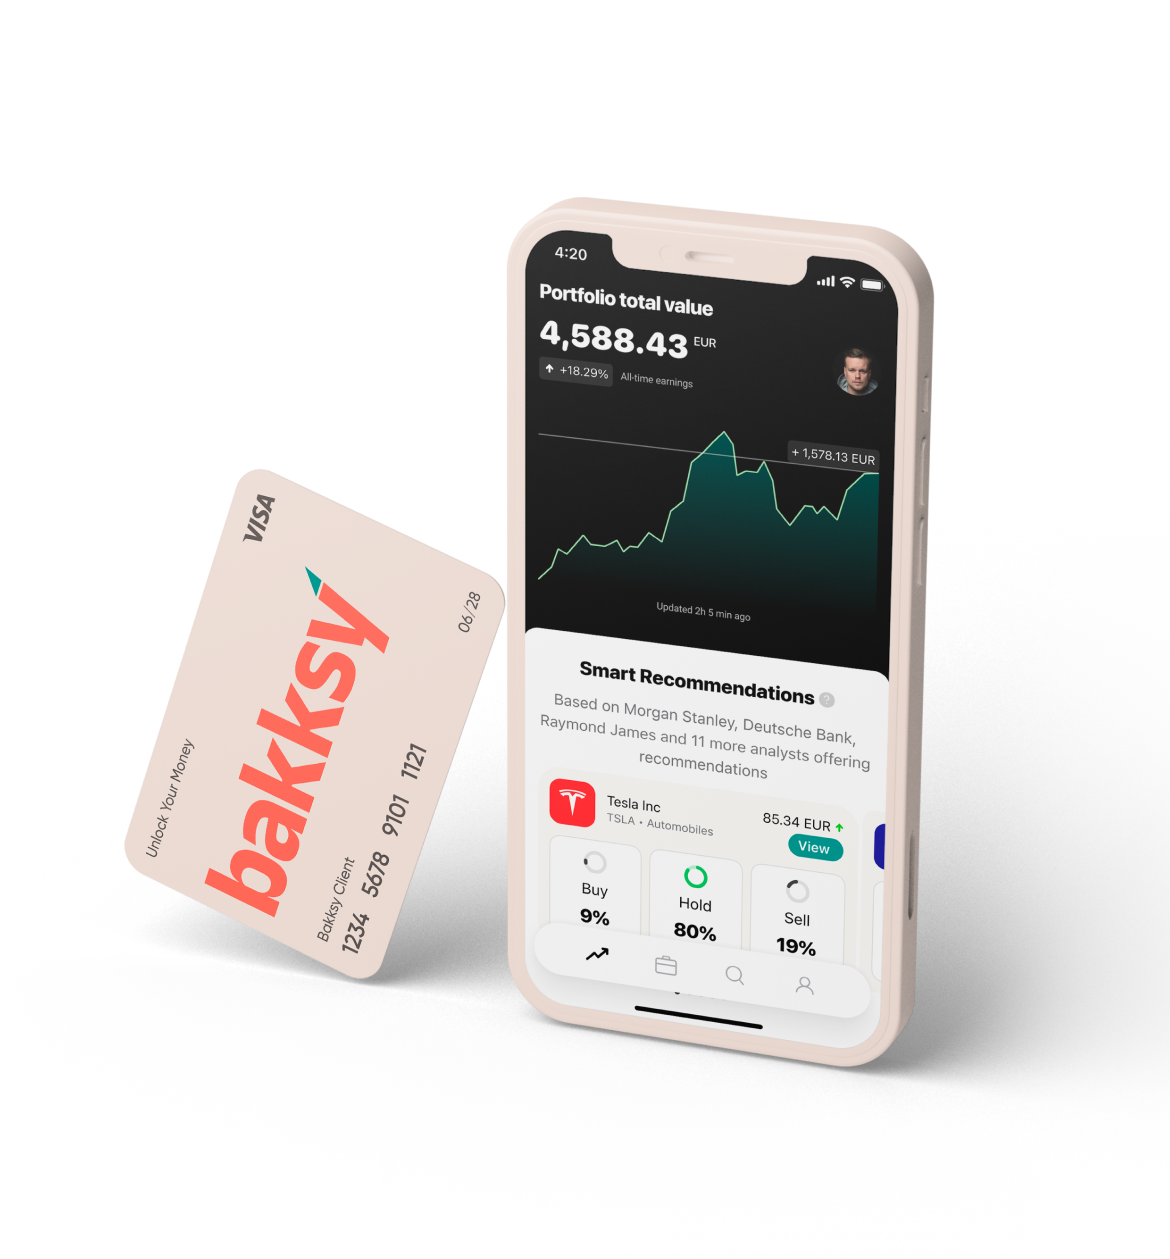 VISA
bakksy
06/28
Unlock Your Money
Bakksy Client
1234 5678 9101 1121
4:20
Portfolio total value
4,588.43 EUR
+18.29% All-time earnings
+ 1,578.13 EUR
Updated 2h 5 min ago
Smart Recommendations ?
Based on Morgan Stanley, Deutsche Bank,
Raymond James and 11 more analysts offering
recommendations
Tesla Inc
TSLA • Automobiles
85.34 EUR
View
Buy
9%
Hold
80%
Sell
19%